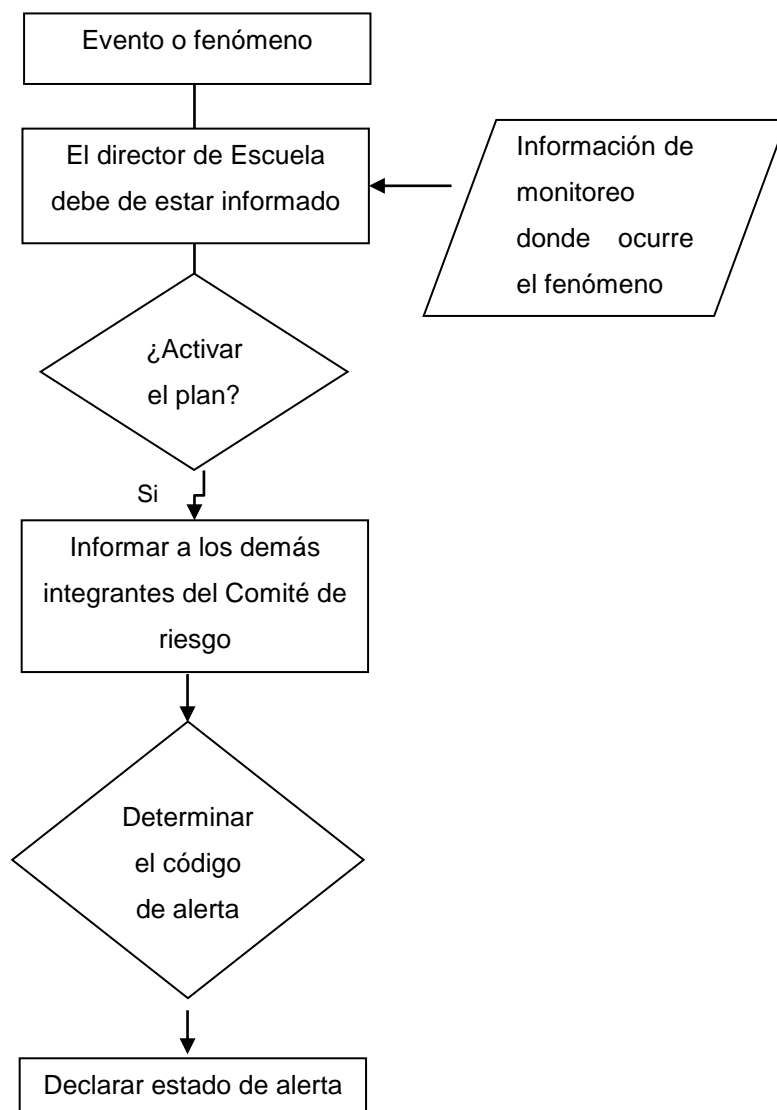 Evento o fenómeno
El director de Escuela
debe de estar informado
Información de
monitoreo
donde ocurre
el fenómeno
¿Activar
el plan?
Si
Informar a los demás
integrantes del Comité de
riesgo
Determinar
el código
de alerta
Declarar estado de alerta